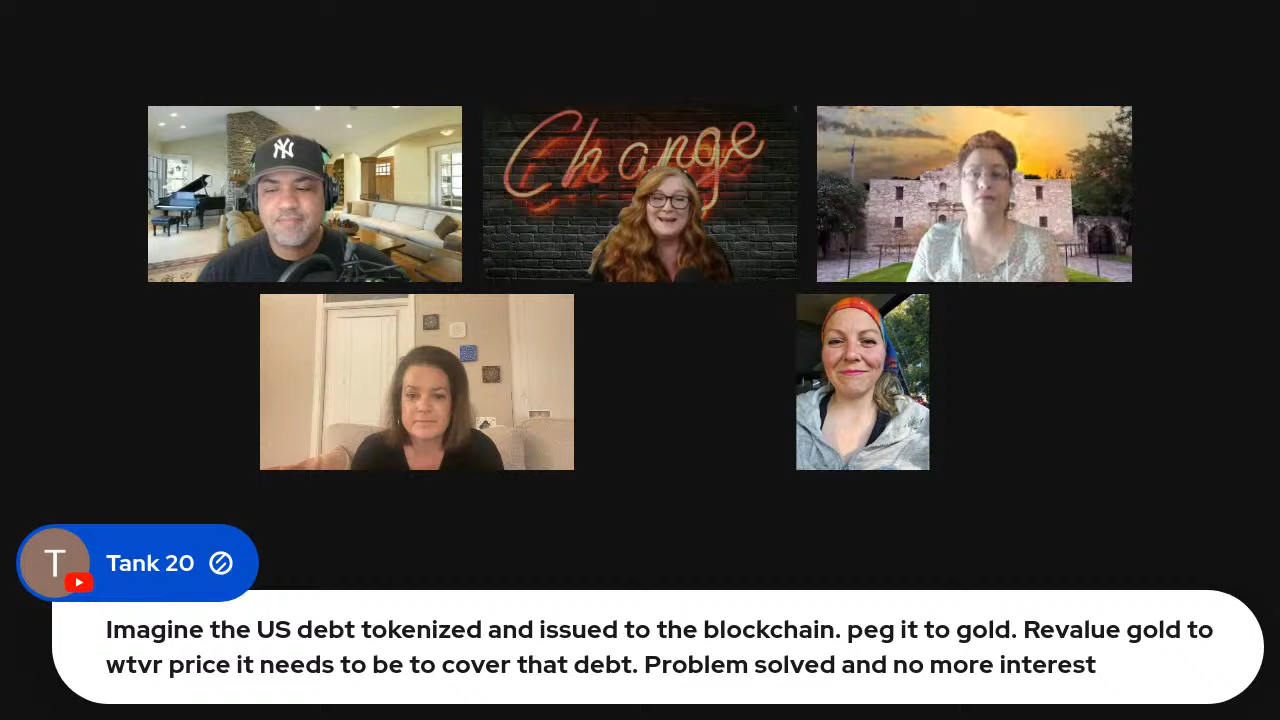 NY
Change
T
Tank 20
Imagine the US debt tokenized and issued to the blockchain. peg it to gold. Revalue gold to
wtvr price it needs to be to cover that debt. Problem solved and no more interest